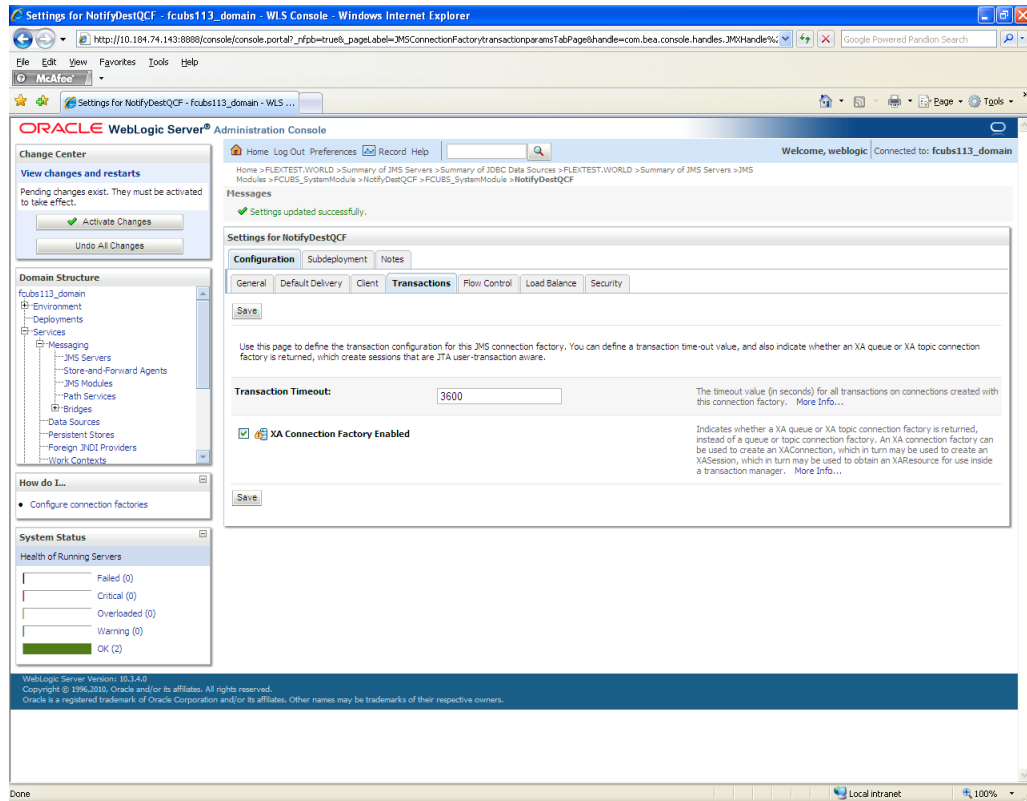 Settings for NotifyDestQCF - fcubs113_domain - WLS Console - Windows Internet Explorer
http://10.184.74.143:8888/console/console.portal?_nfpb=true&_pageLabel=JMSConnectionFactorytransactionparamsTabPage&handle=com.bea.console.handles.JMXHandle%
Google Powered Pandion Search
File Edit View Favorites Tools Help
McAfee
Settings for NotifyDestQCF - fcubs113_domain - WLS ...
Page Tools
ORACLE WebLogic Server® Administration Console
Change Center
View changes and restarts
Pending changes exist. They must be activated
to take effect.
Activate Changes
Undo All Changes
Domain Structure
fcubs113_domain
Environment
Deployments
Services
Messaging
JMS Servers
Store-and-Forward Agents
JMS Modules
Path Services
Bridges
Data Sources
Persistent Stores
Foreign JNDI Providers
Work Contexts
How do I...
Configure connection factories
System Status
Health of Running Servers
Failed (0)
Critical (0)
Overloaded (0)
Warning (0)
OK (2)
Home Log Out Preferences Record Help
Welcome, weblogic Connected to: fcubs113_domain
Home >FLEXTEST.WORLD >Summary of JMS Servers >Summary of JDBC Data Sources >FLEXTEST.WORLD >Summary of JMS Servers >JMS
Modules >FCUBS_SystemModule >NotifyDestQCF >FCUBS_SystemModule >NotifyDestQCF
Messages
Settings updated successfully.
Settings for NotifyDestQCF
Configuration Subdeployment Notes
General Default Delivery Client Transactions Flow Control Load Balance Security
Save
Use this page to define the transaction configuration for this JMS connection factory. You can define a transaction time-out value, and also indicate whether an XA queue or XA topic connection
factory is returned, which create sessions that are JTA user-transaction aware.
Transaction Timeout:
3600
The timeout value (in seconds) for all transactions on connections created with
this connection factory. More Info...
XA Connection Factory Enabled
Indicates whether a XA queue or XA topic connection factory is returned,
instead of a queue or topic connection factory. An XA connection factory can
be used to create an XAConnection, which in turn may be used to create an
XASession, which in turn may be used to obtain an XAResource for use inside
a transaction manager. More Info...
Save
WebLogic Server Version: 10.3.4.0
Copyright © 1996,2010, Oracle and/or its affiliates. All rights reserved.
Oracle is a registered trademark of Oracle Corporation and/or its affiliates. Other names may be trademarks of their respective owners.
Done
Local intranet
100%